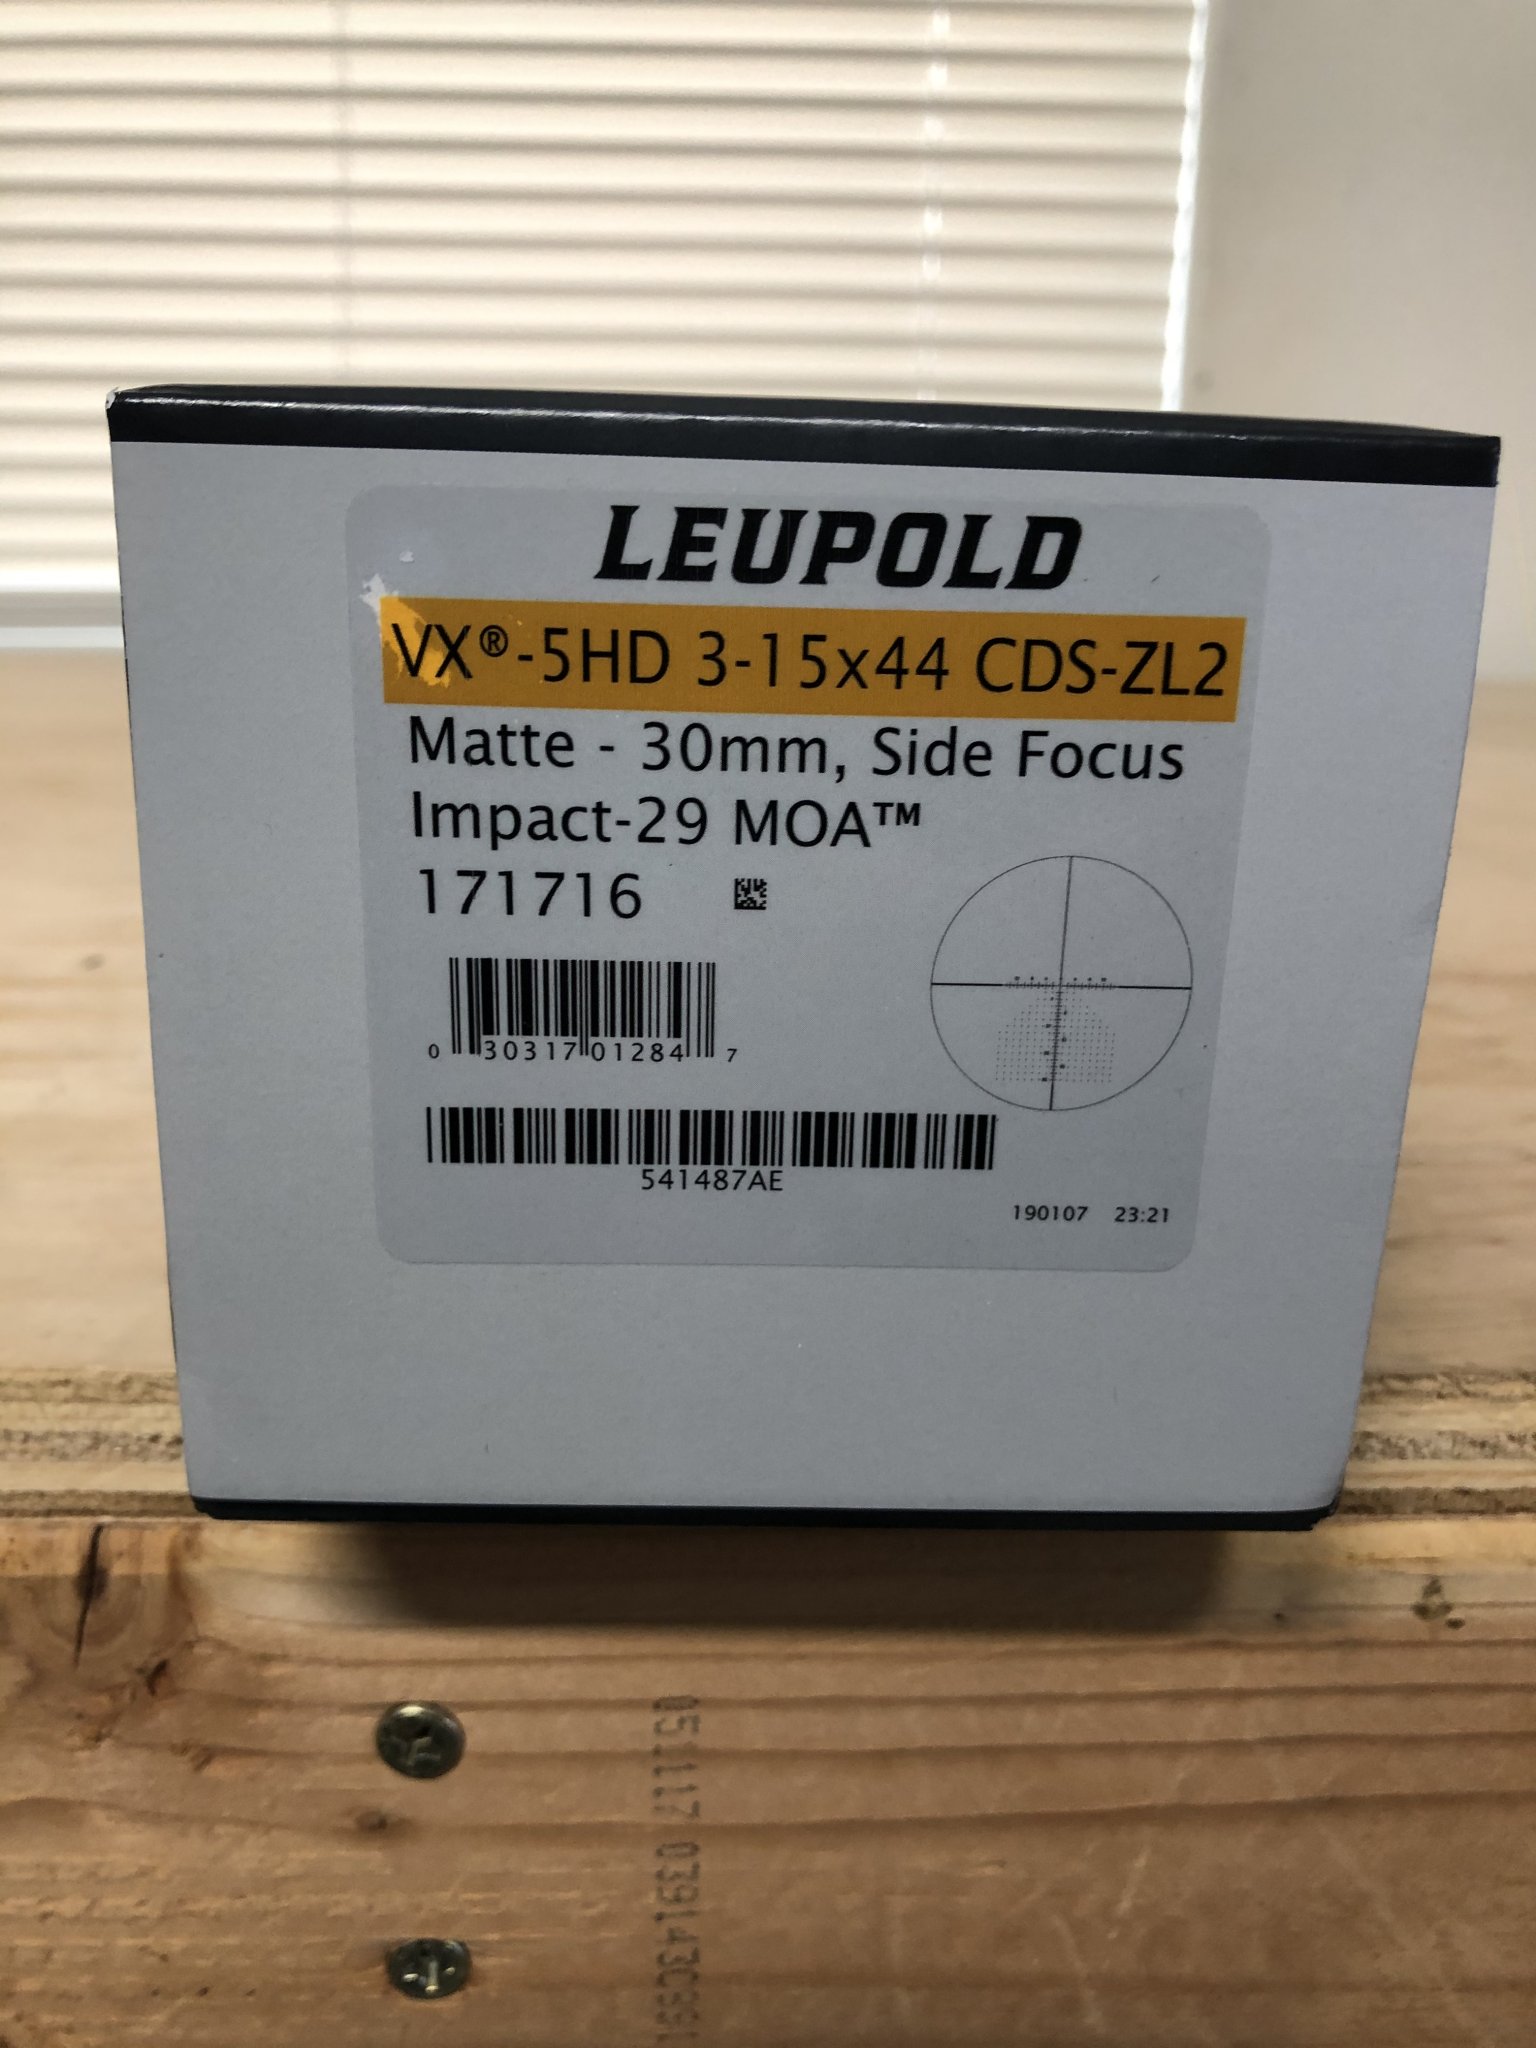 LEUPOLD
VX®-5HD 3-15x44 CDS-ZL2
Matte - 30mm, Side Focus
Impact-29 MOA™
171716
0 30317 01284 7
541487AE
190107 23:21